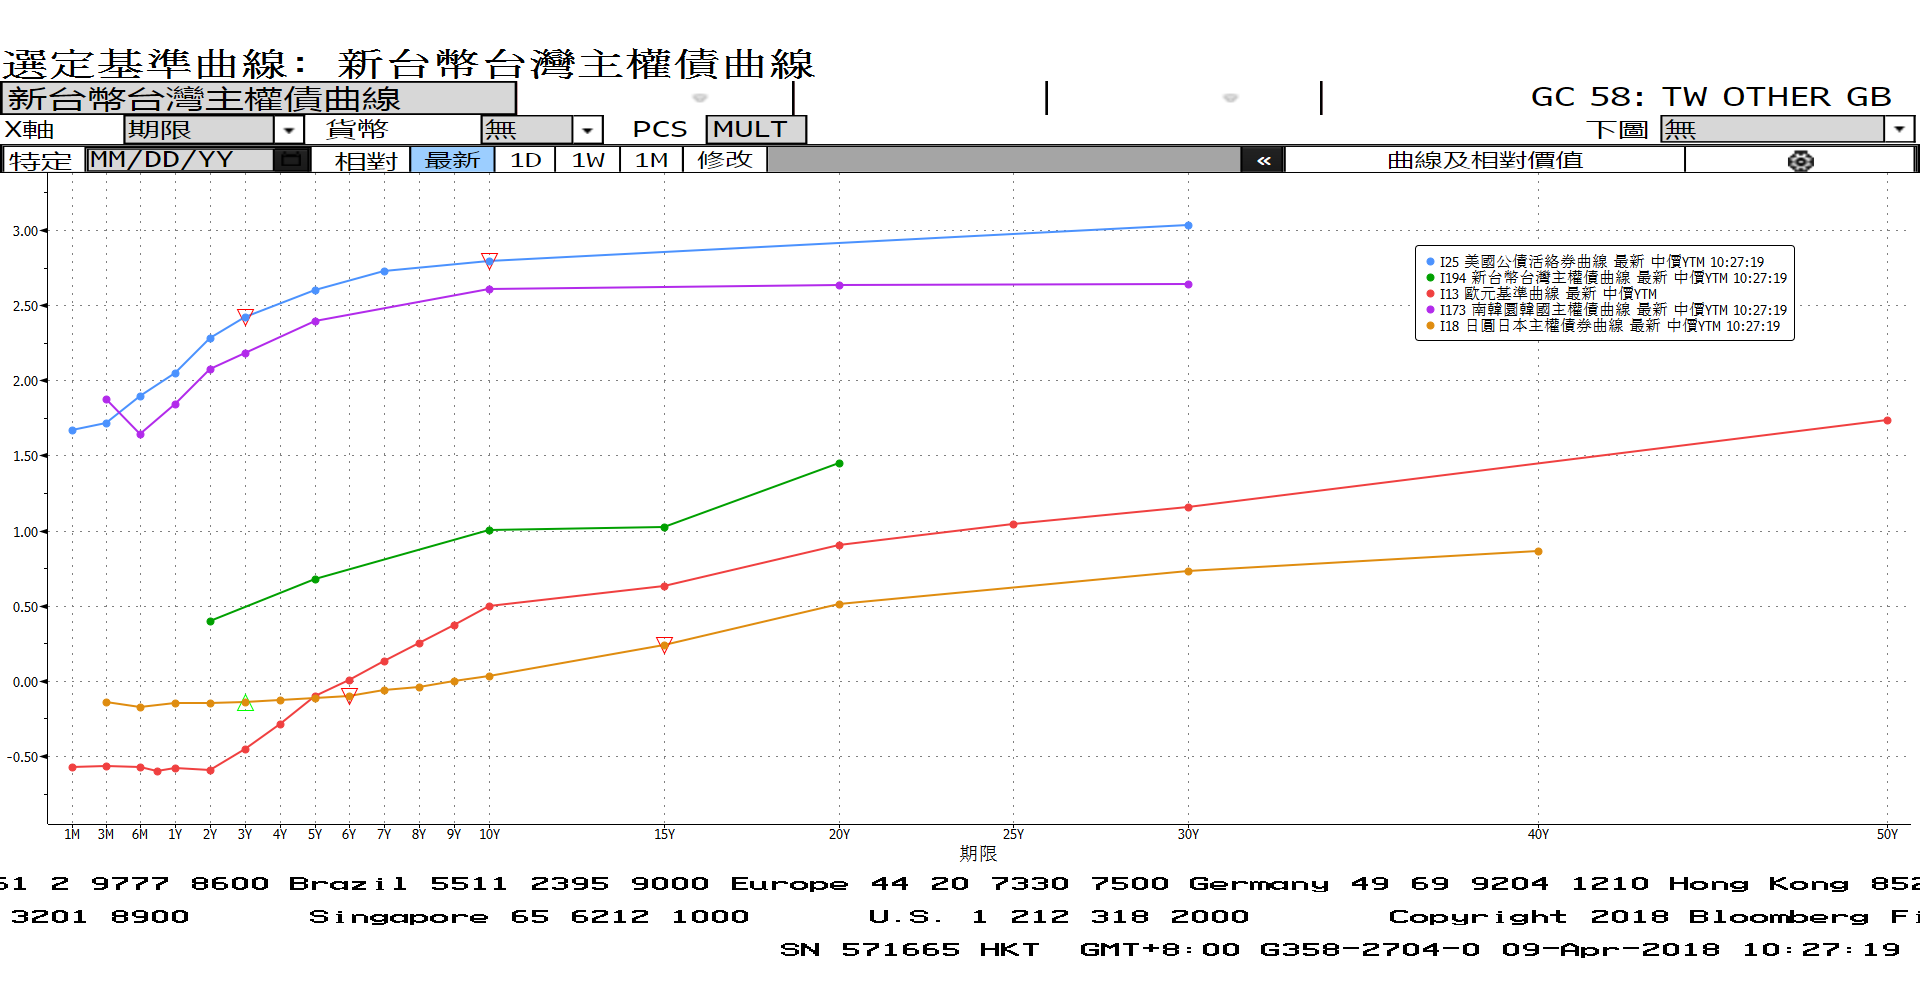 選定基準曲線: 新台幣台灣主權債曲線
新台幣台灣主權債曲線 GC 58: TW OTHER GB
X軸 期限 貨幣 無 PCS MULT 下圖 無
特定 MM/DD/YY 相對 最新 1D 1W 1M 修改 « 曲線及相對價值
I25 美國公債活絡券曲線 最新 中價YTM 10:27:19
I194 新台幣台灣主權債曲線 最新 中價YTM 10:27:19
I13 歐元基準曲線 最新 中價YTM
I173 南韓圜韓國主權債曲線 最新 中價YTM 10:27:19
I18 日圓日本主權債券曲線 最新 中價YTM 10:27:19
3.00
2.50
2.00
1.50
1.00
0.50
0.00
-0.50
1M 3M 6M 1Y 2Y 3Y 4Y 5Y 6Y 7Y 8Y 9Y 10Y 15Y 20Y 25Y 30Y 40Y 50Y
期限
61 2 9777 8600 Brazil 5511 2395 9000 Europe 44 20 7330 7500 Germany 49 69 9204 1210 Hong Kong 852
3201 8900 Singapore 65 6212 1000 U.S. 1 212 318 2000 Copyright 2018 Bloomberg Fi
SN 571665 HKT GMT+8:00 G358-2704-0 09-Apr-2018 10:27:19